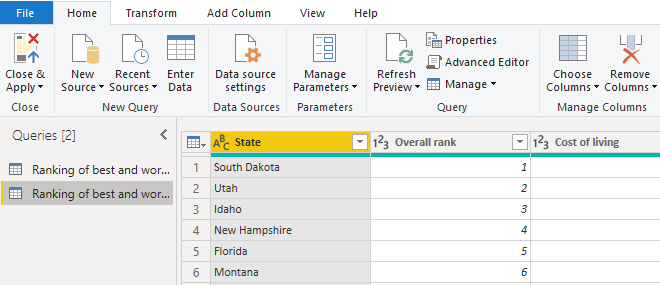 File Home Transform Add Column View Help
Close & Apply New Source Recent Sources Enter Data Data source settings Manage Parameters Refresh Preview Properties Advanced Editor Manage Choose Columns Remove Columns
Close New Query Data Sources Parameters Query Manage Columns
Queries [2]
Ranking of best and wor...
Ranking of best and wor...
ABC State 123 Overall rank 123 Cost of living
1 South Dakota 1
2 Utah 2
3 Idaho 3
4 New Hampshire 4
5 Florida 5
6 Montana 6